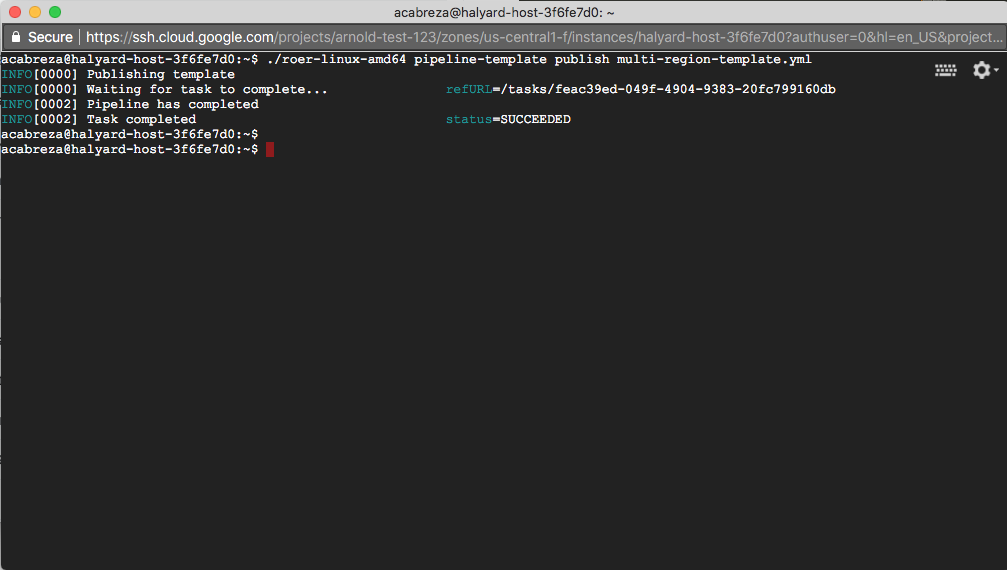 acabreza@halyard-host-3f6fe7d0: ~
Secure | https://ssh.cloud.google.com/projects/arnold-test-123/zones/us-central1-f/instances/halyard-host-3f6fe7d0?authuser=0&hl=en_US&project...
acabreza@halyard-host-3f6fe7d0:~$ ./roer-linux-amd64 pipeline-template publish multi-region-template.yml
INFO[0000] Publishing template
INFO[0000] Waiting for task to complete... refURL=/tasks/feac39ed-049f-4904-9383-20fc799160db
INFO[0002] Pipeline has completed
INFO[0002] Task completed status=SUCCEEDED
acabreza@halyard-host-3f6fe7d0:~$
acabreza@halyard-host-3f6fe7d0:~$